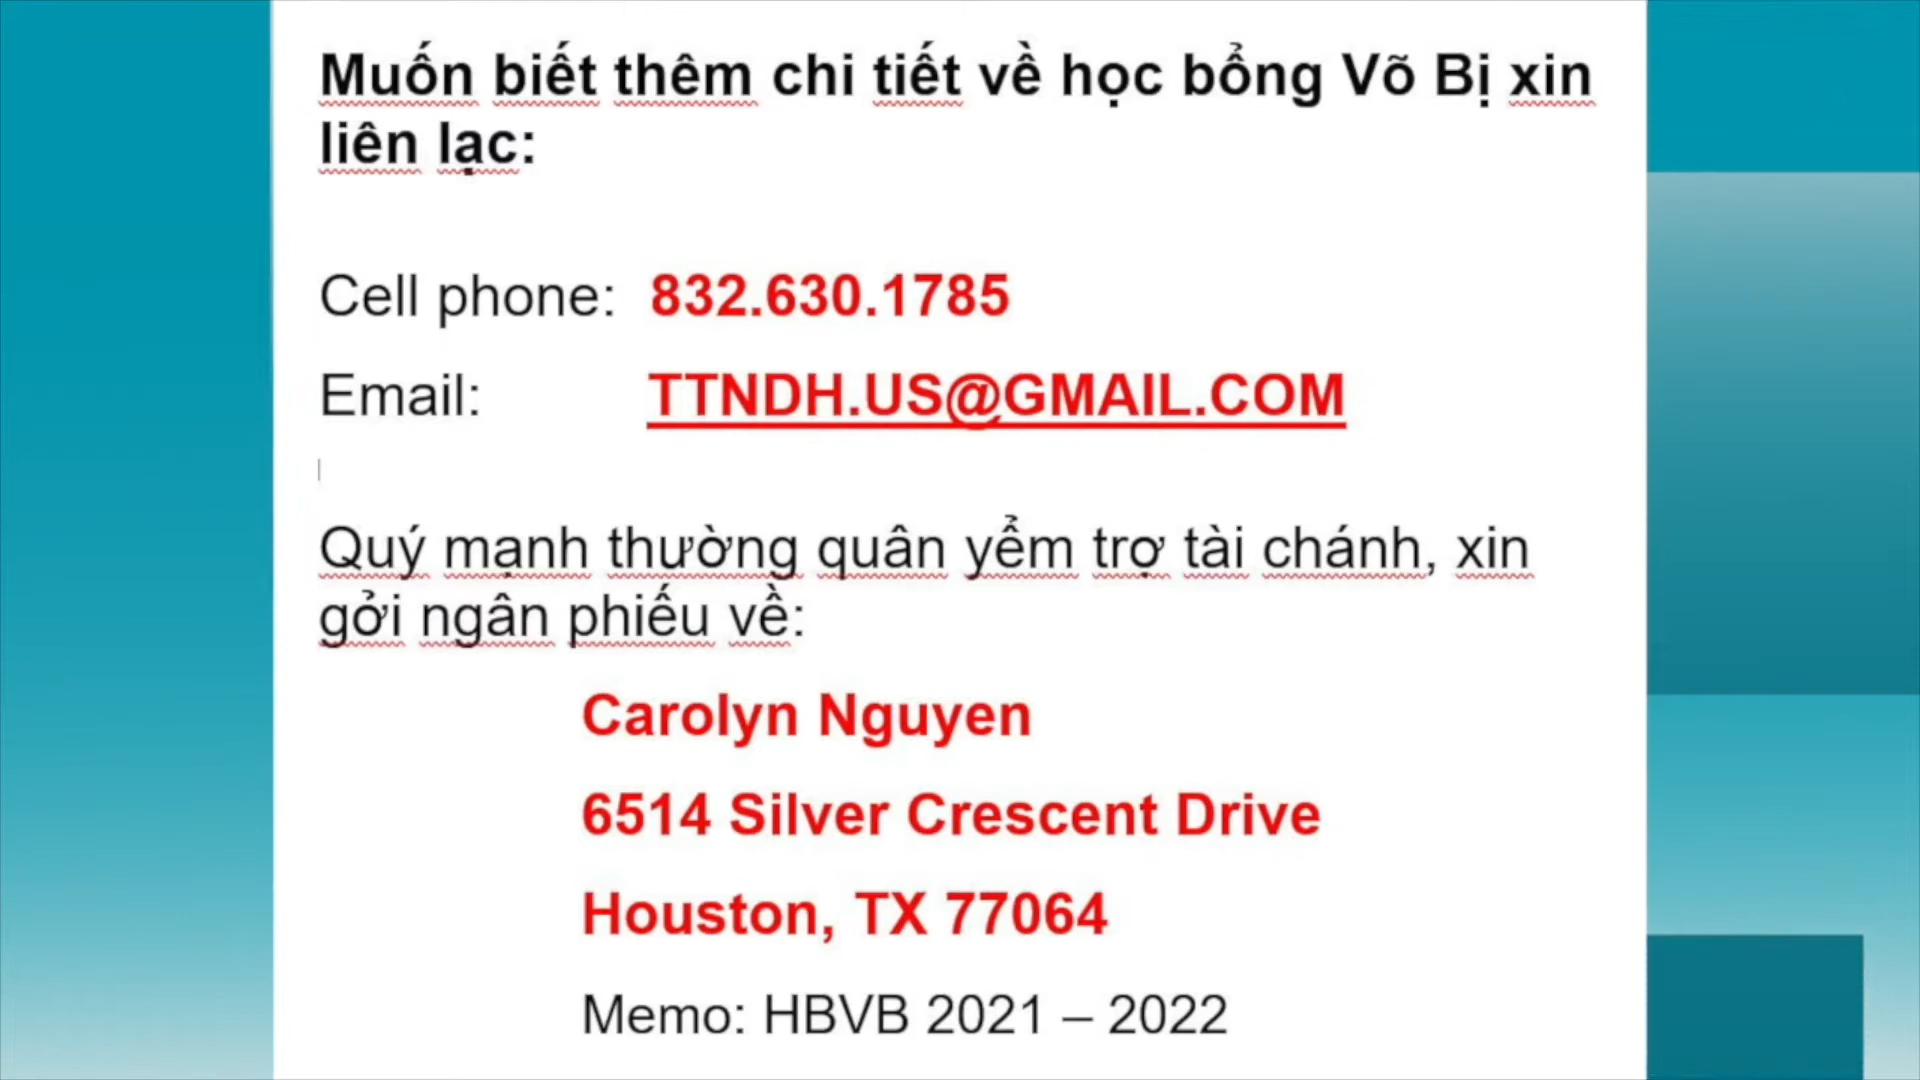 Muốn biết thêm chi tiết về học bổng Võ Bị xin
liên lạc:
Cell phone: 832.630.1785
Email: TTNDH.US@GMAIL.COM
Quý mạnh thường quân yểm trợ tài chánh, xin
gởi ngân phiếu về:
Carolyn Nguyen
6514 Silver Crescent Drive
Houston, TX 77064
Memo: HBVB 2021 – 2022